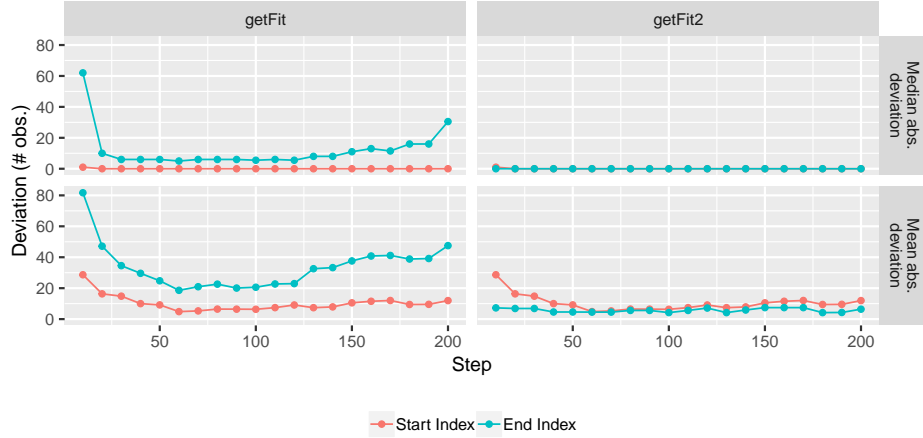 getFit
getFit2
Deviation (# obs.)
80
60
40
20
0
Median abs.
deviation
80
60
40
20
0
Mean abs.
deviation
50
100
150
200
50
100
150
200
Step
Start Index
End Index